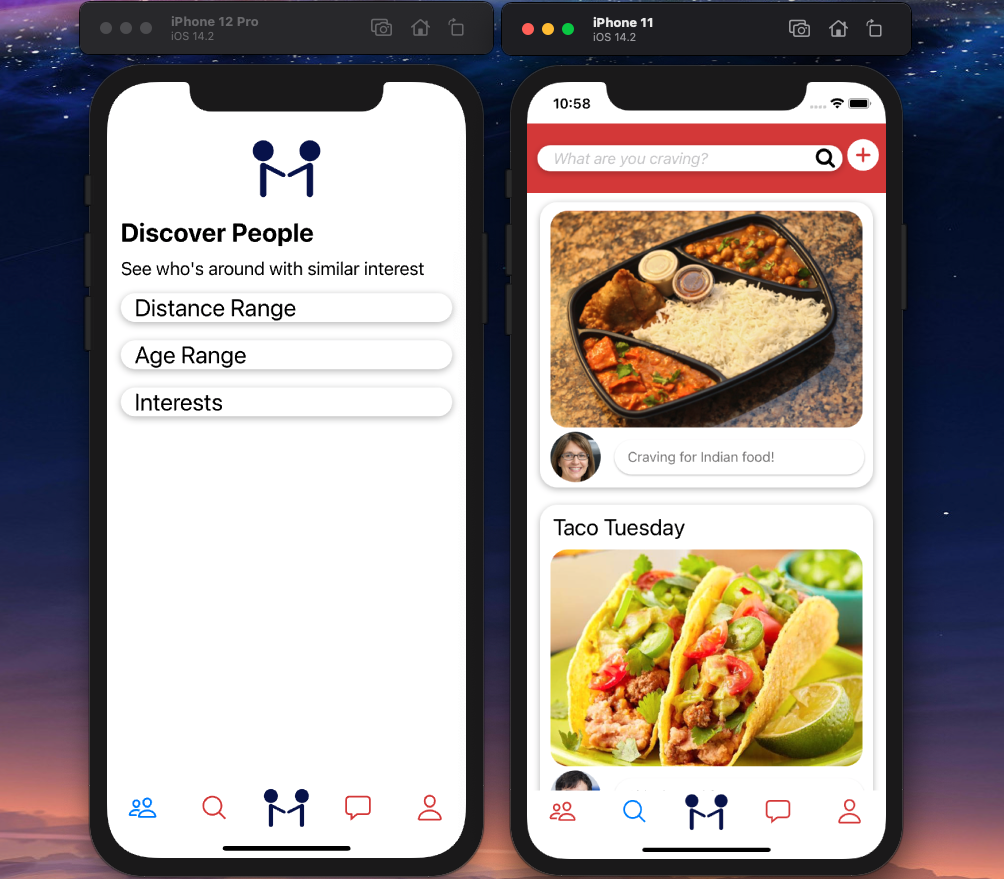 iPhone 12 Pro
iOS 14.2
Discover People
See who's around with similar interest
Distance Range
Age Range
Interests
iPhone 11
iOS 14.2
10:58
What are you craving?
Craving for Indian food!
Taco Tuesday